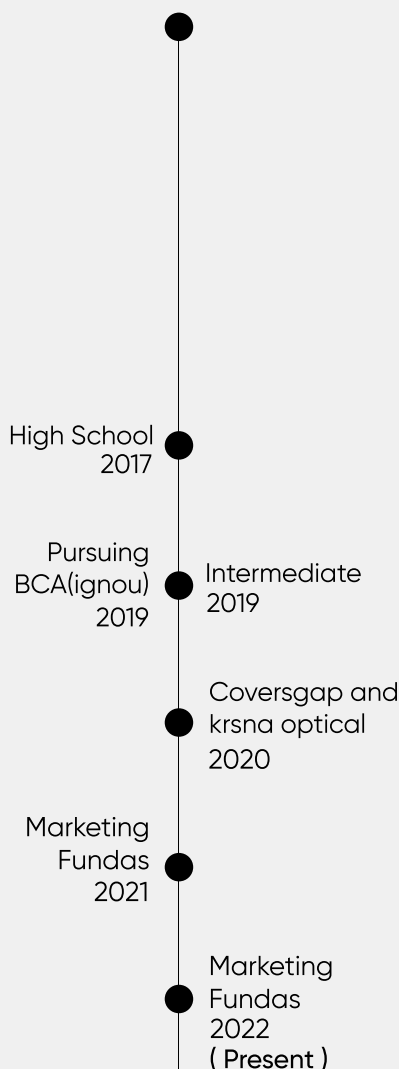 High School
2017
Pursuing
BCA(ignou)
2019
Intermediate
2019
Coversgap and
krsna optical
2020
Marketing
Fundas
2021
Marketing
Fundas
2022
( Present )